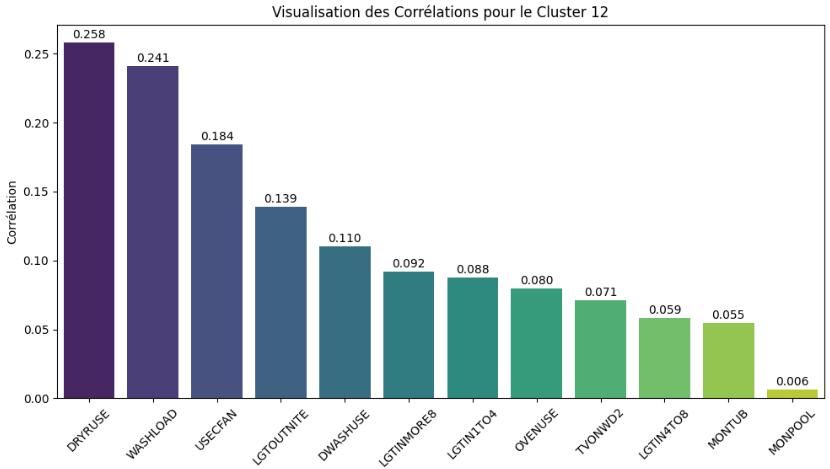 Visualisation des Corrélations pour le Cluster 12
Corrélation
0.25
0.20
0.15
0.10
0.05
0.00
0.258
0.241
0.184
0.139
0.110
0.092
0.088
0.080
0.071
0.059
0.055
0.006
DRYRUSE
WASHLOAD
USECFAN
LGTOUTNITE
DWASHUSE
LGTINMORE8
LGTIN1TO4
OVENUSE
TVONWD2
LGTIN4TO8
MONTUB
MONPOOL